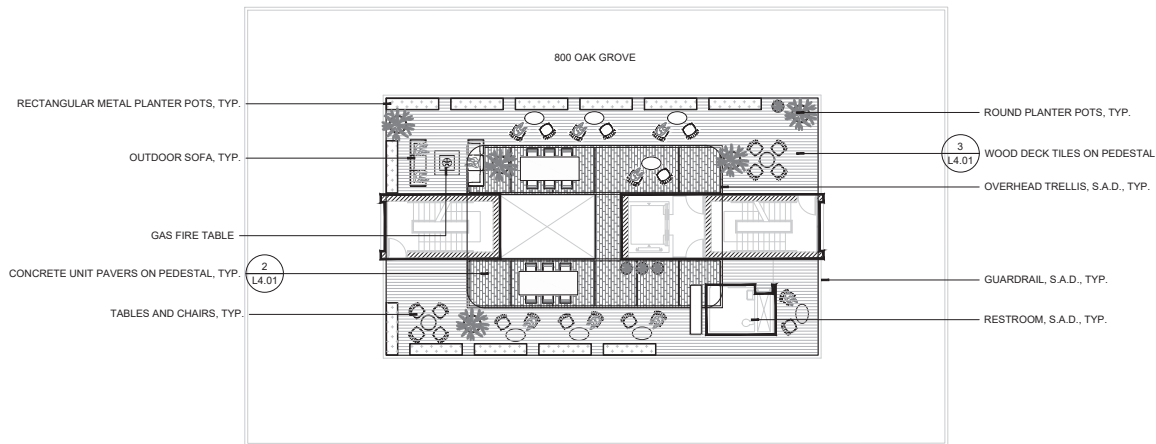 800 OAK GROVE
RECTANGULAR METAL PLANTER POTS, TYP.
OUTDOOR SOFA, TYP.
GAS FIRE TABLE
CONCRETE UNIT PAVERS ON PEDESTAL, TYP.
2
L4.01
TABLES AND CHAIRS, TYP.
ROUND PLANTER POTS, TYP.
3
L4.01
WOOD DECK TILES ON PEDESTAL
OVERHEAD TRELLIS, S.A.D., TYP.
GUARDRAIL, S.A.D., TYP.
RESTROOM, S.A.D., TYP.